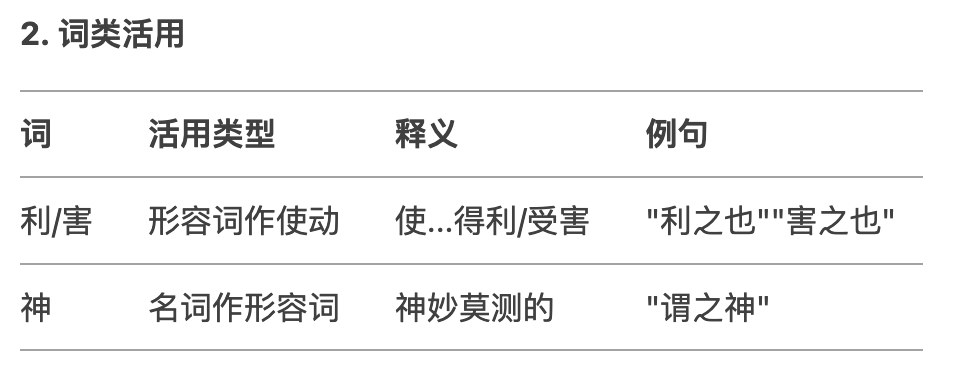 2. 词类活用
词 活用类型 释义 例句
利/害 形容词作使动 使...得利/受害 "利之也""害之也"
神 名词作形容词 神妙莫测的 "谓之神"